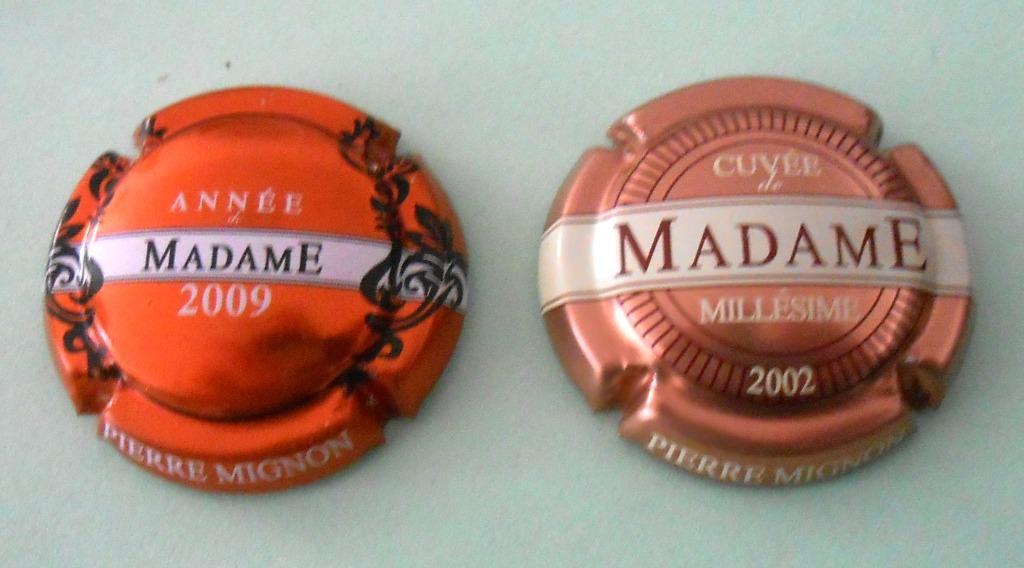 ANNÉE
de
MADAME
2009
PIERRE MIGNON
CUVÉE
de
MADAME
MILLÉSIME
2002
PIERRE MIGNON